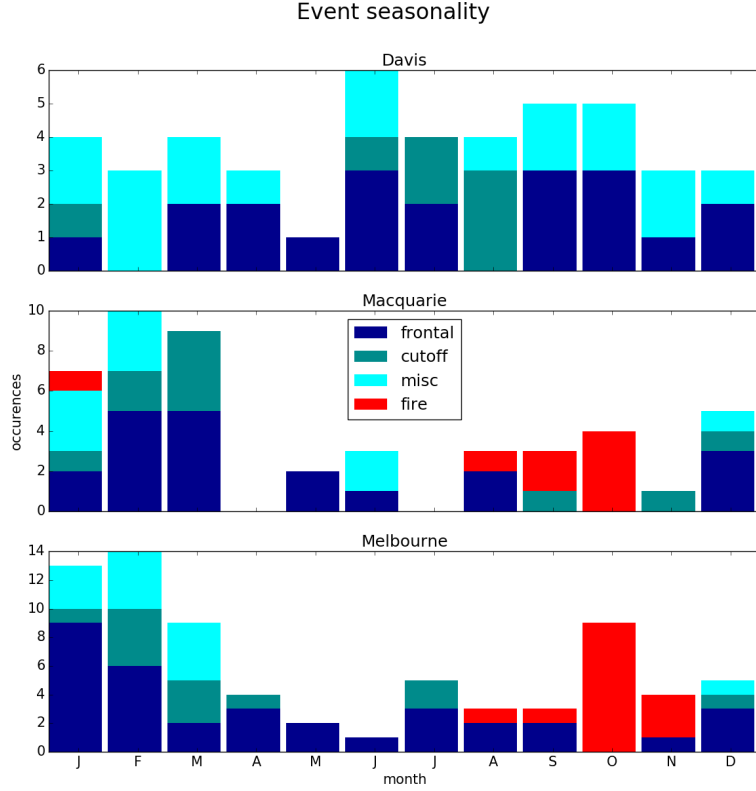 Event seasonality
Davis
6
5
4
3
2
1
0
Macquarie
10
8
6
4
2
0
frontal
cutoff
misc
fire
occurences
Melbourne
14
12
10
8
6
4
2
0
J F M A M J J A S O N D
month